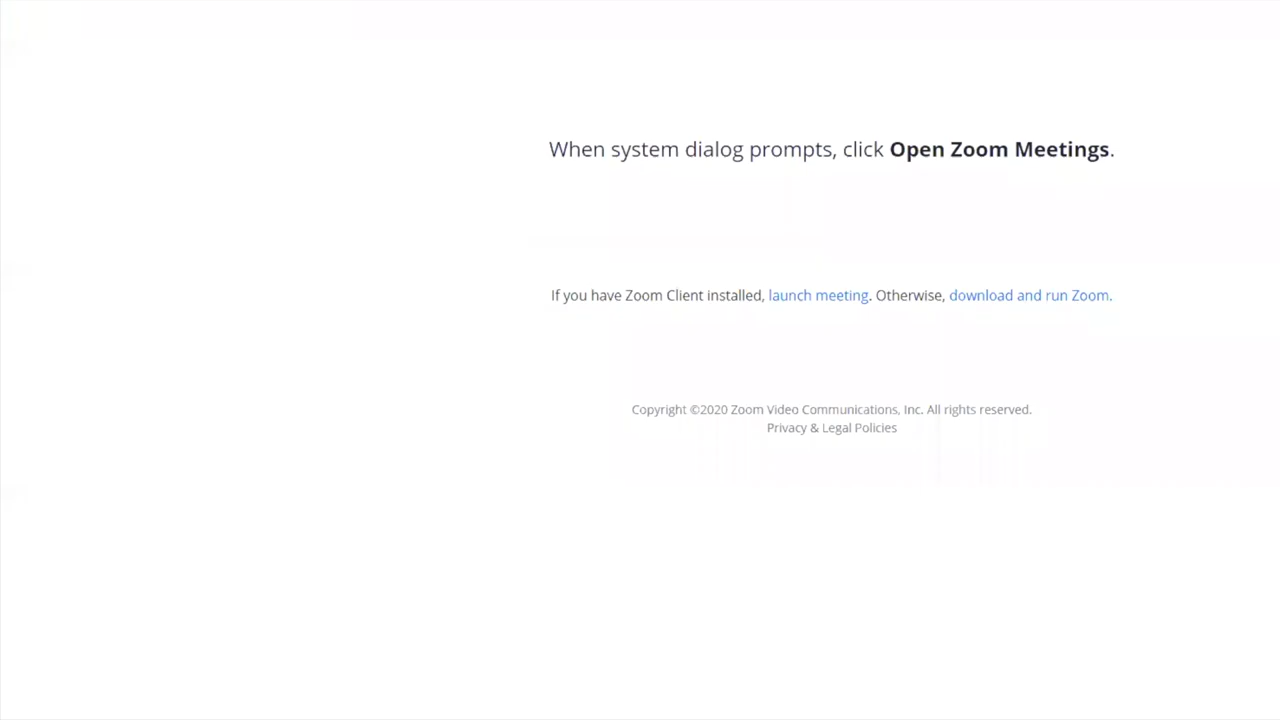 When system dialog prompts, click Open Zoom Meetings.
If you have Zoom Client installed, launch meeting. Otherwise, download and run Zoom.
Copyright ©2020 Zoom Video Communications, Inc. All rights reserved.
Privacy & Legal Policies